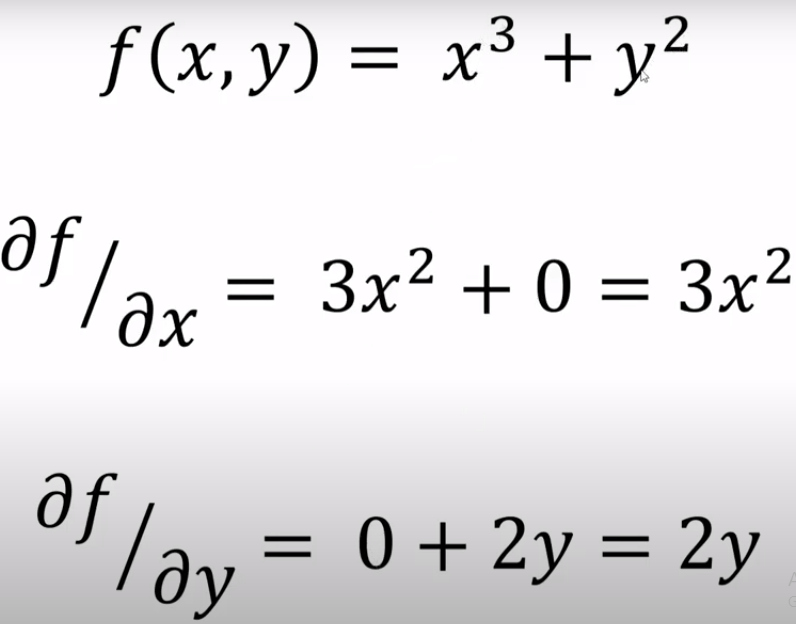 f(x, y) = x³ + y²
∂f/∂x = 3x² + 0 = 3x²
∂f/∂y = 0 + 2y = 2y